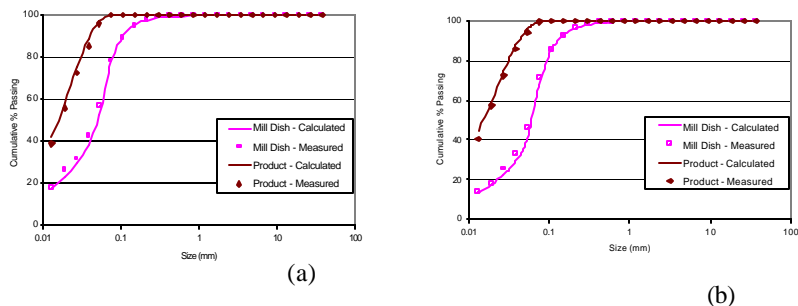 100
80
60
40
20
0
Cumulative % Passing
Mill Dish - Calculated
Mill Dish - Measured
Product - Calculated
Product - Measured
0.01 0.1 1 10 100
Size (mm)
(a)
100
80
60
40
20
0
Cumulative % Passing
Mill Dish - Calculated
Mill Dish - Measured
Product - Calculated
Product - Measured
0.01 0.1 1 10 100
Size (mm)
(b)